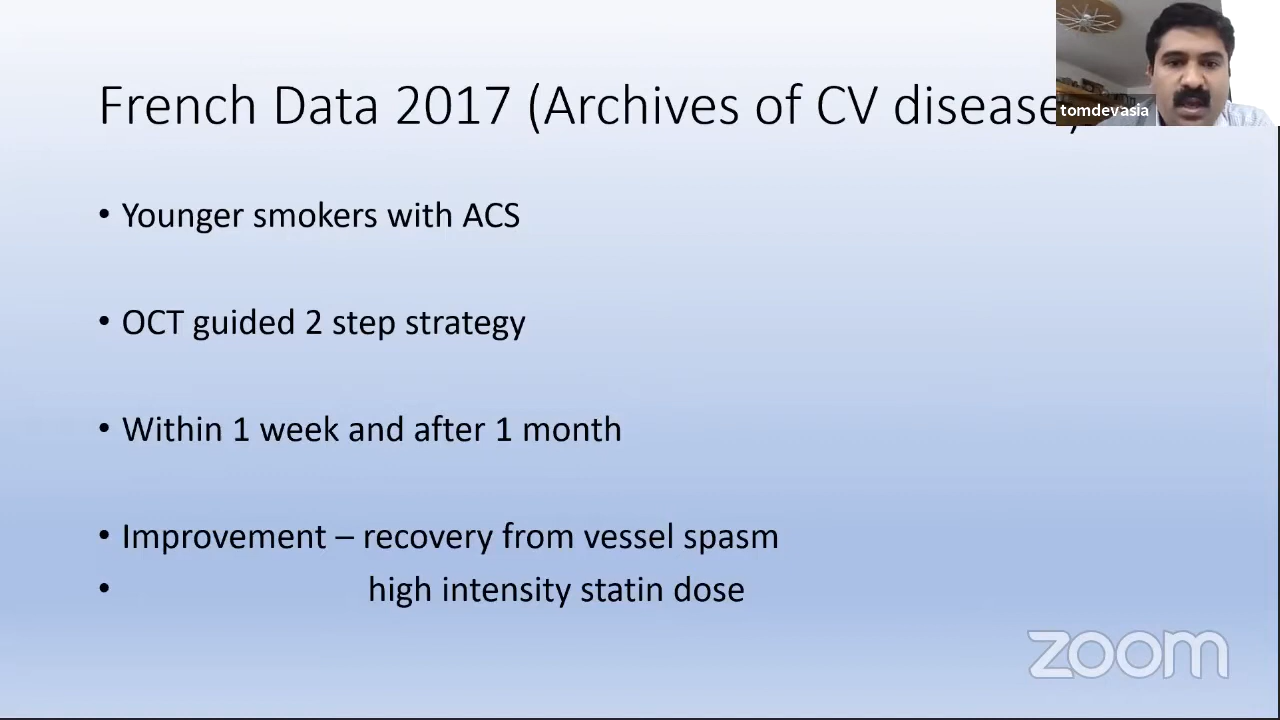 French Data 2017 (Archives of CV disease)
tomdevasia
• Younger smokers with ACS
• OCT guided 2 step strategy
• Within 1 week and after 1 month
• Improvement – recovery from vessel spasm
• high intensity statin dose
zoom